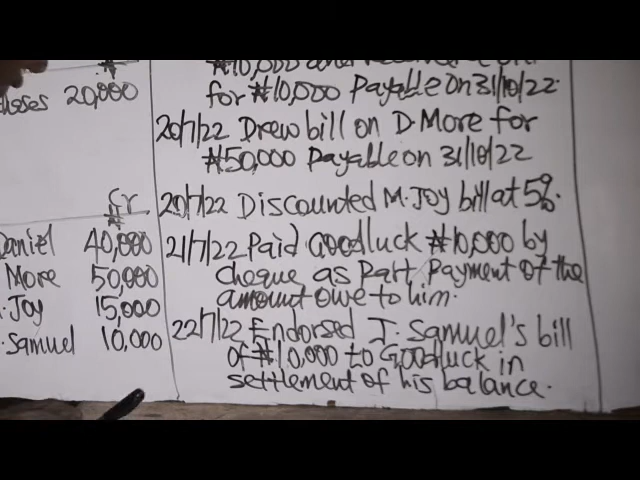 ₦
20,000
Cr
₦
Daniel 40,000
More 50,000
Joy 15,000
Samuel 10,000
₦10,000 and
for ₦10,000 Payable on 31/10/22.
20/7/22 Drew bill on D. More for
₦50,000 Payable on 31/10/22
20/7/22 Discounted M. Joy bill at 5%.
21/7/22 Paid Goodluck ₦10,000 by
cheque as Part Payment of the
amount owe to him.
22/7/22 Endorsed J. Samuel's bill
of ₦10,000 to Goodluck in
settlement of his balance.